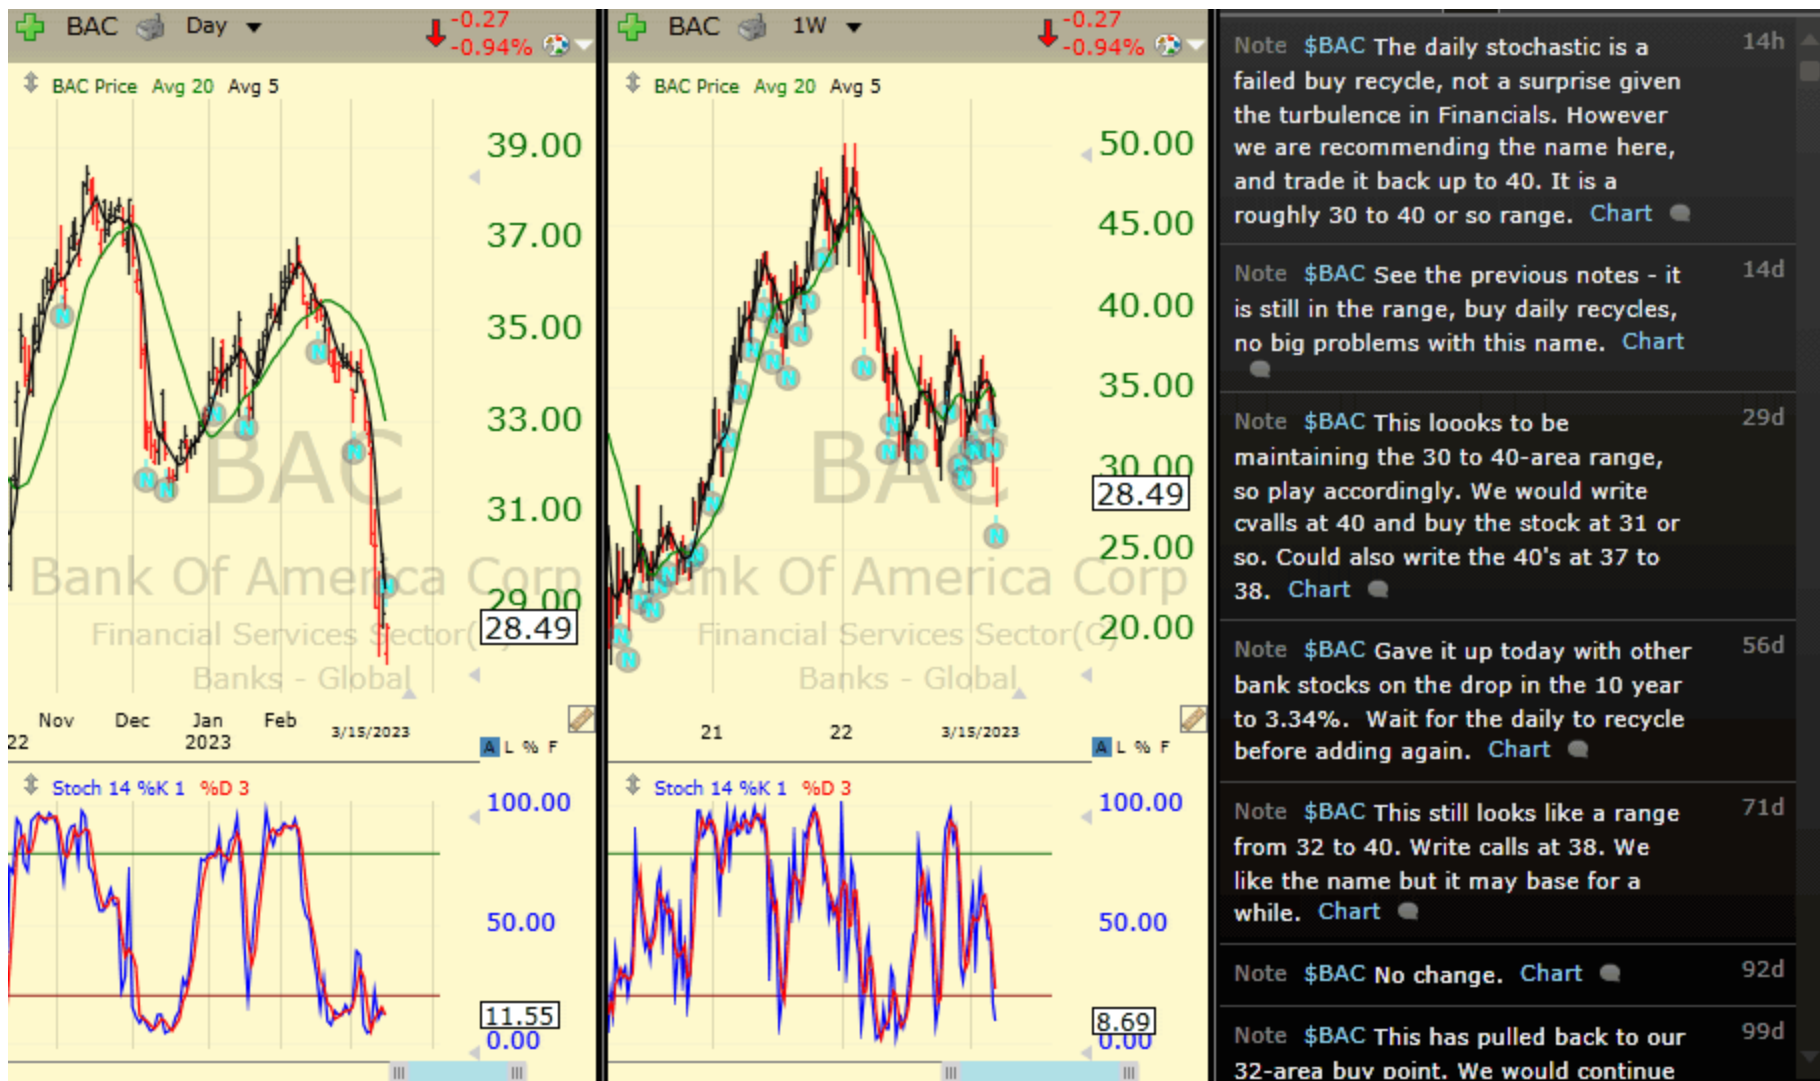 BAC Day
-0.27
-0.94%
BAC Price Avg 20 Avg 5
39.00
37.00
35.00
33.00
31.00
29.00
28.49
BAC
Bank Of America Corp
Financial Services Sector(
Banks - Global
Nov Dec Jan Feb 3/15/2023
22 2023
A L % F
Stoch 14 %K 1 %D 3
100.00
50.00
11.55
0.00
BAC 1W
-0.27
-0.94%
BAC Price Avg 20 Avg 5
50.00
45.00
40.00
35.00
30.00
28.49
25.00
20.00
BAC
nk Of America Corp
Financial Services Sector(C)
Banks - Global
21 22 3/15/2023
A L % F
Stoch 14 %K 1 %D 3
100.00
50.00
8.69
0.00
Note $BAC The daily stochastic is a 14h
failed buy recycle, not a surprise given
the turbulence in Financials. However
we are recommending the name here,
and trade it back up to 40. It is a
roughly 30 to 40 or so range. Chart
Note $BAC See the previous notes - it 14d
is still in the range, buy daily recycles,
no big problems with this name. Chart
Note $BAC This loooks to be 29d
maintaining the 30 to 40-area range,
so play accordingly. We would write
cvalls at 40 and buy the stock at 31 or
so. Could also write the 40's at 37 to
38. Chart
Note $BAC Gave it up today with other 56d
bank stocks on the drop in the 10 year
to 3.34%. Wait for the daily to recycle
before adding again. Chart
Note $BAC This still looks like a range 71d
from 32 to 40. Write calls at 38. We
like the name but it may base for a
while. Chart
Note $BAC No change. Chart 92d
Note $BAC This has pulled back to our 99d
32-area buy point. We would continue